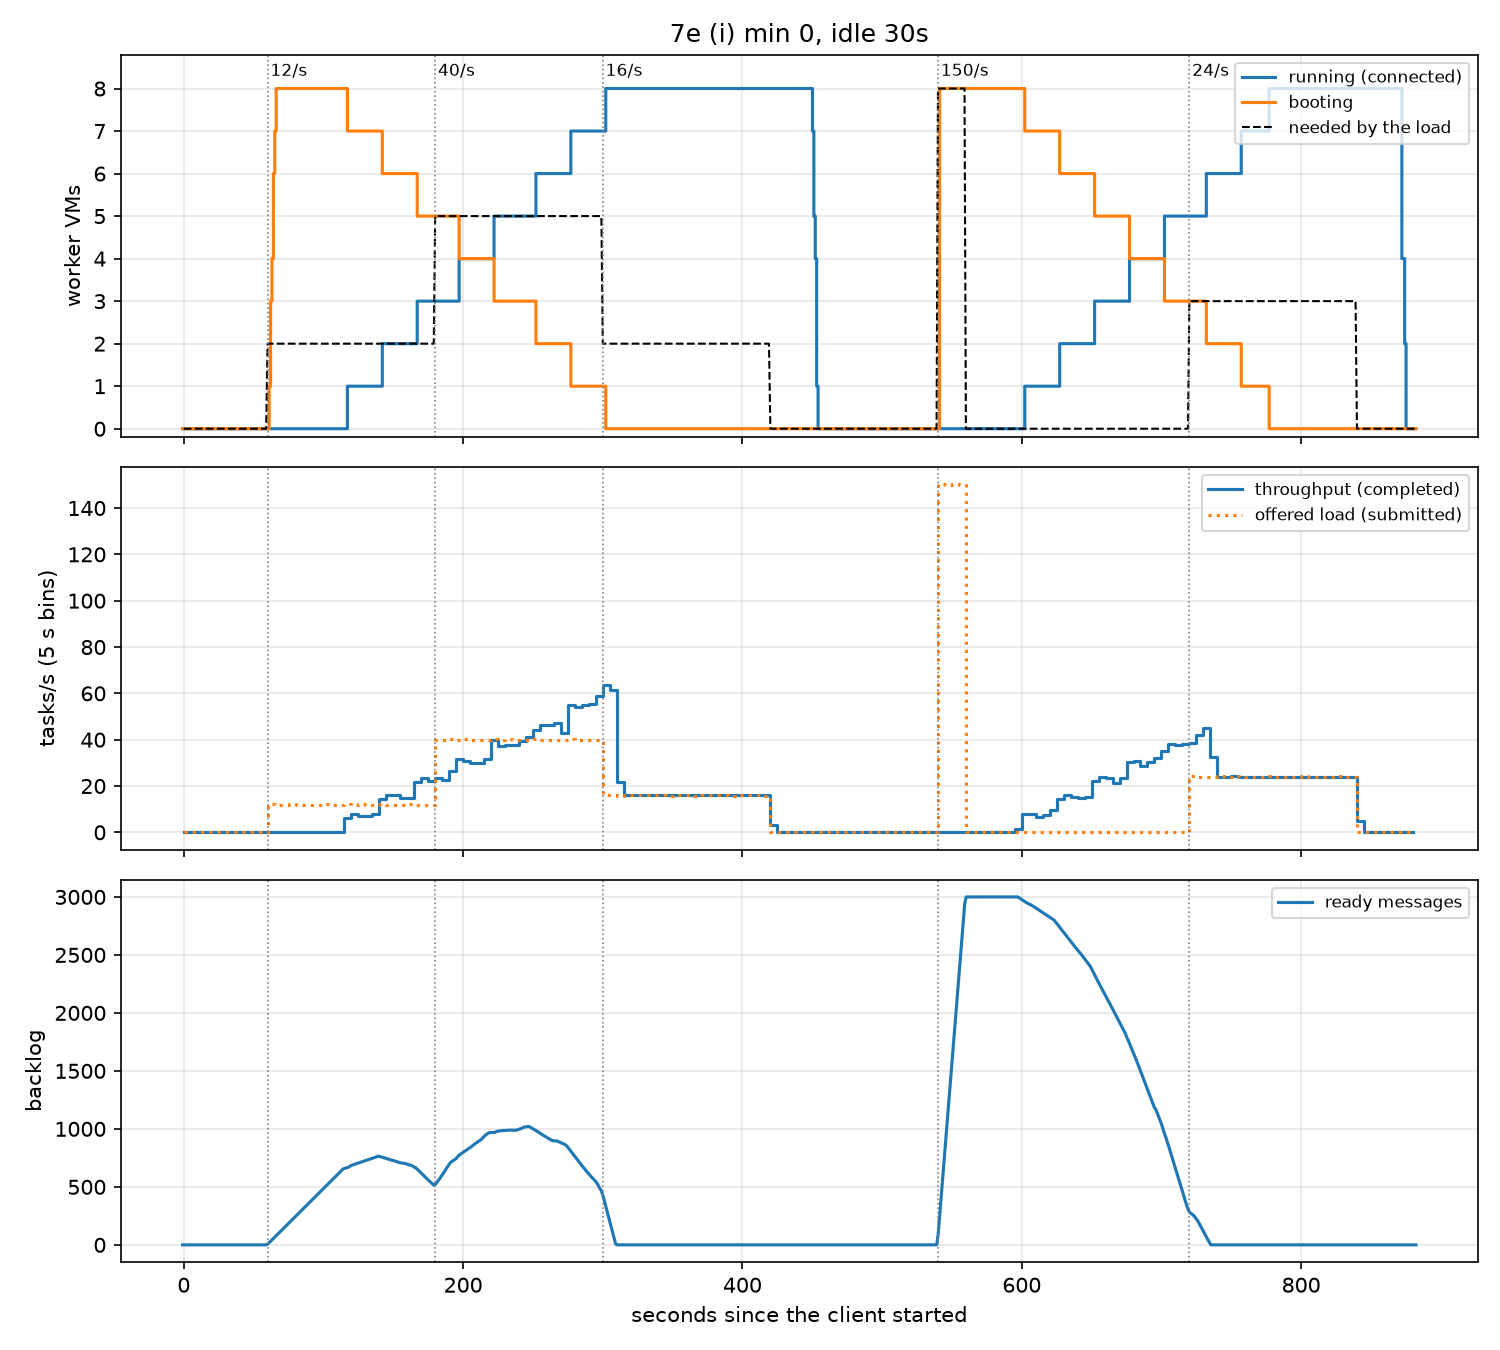 7e (i) min 0, idle 30s
12/s
40/s
16/s
150/s
24/s
running (connected)
booting
needed by the load
worker VMs
8
7
6
5
4
3
2
1
0
throughput (completed)
offered load (submitted)
tasks/s (5 s bins)
140
120
100
80
60
40
20
0
ready messages
backlog
3000
2500
2000
1500
1000
500
0
0
200
400
600
800
seconds since the client started